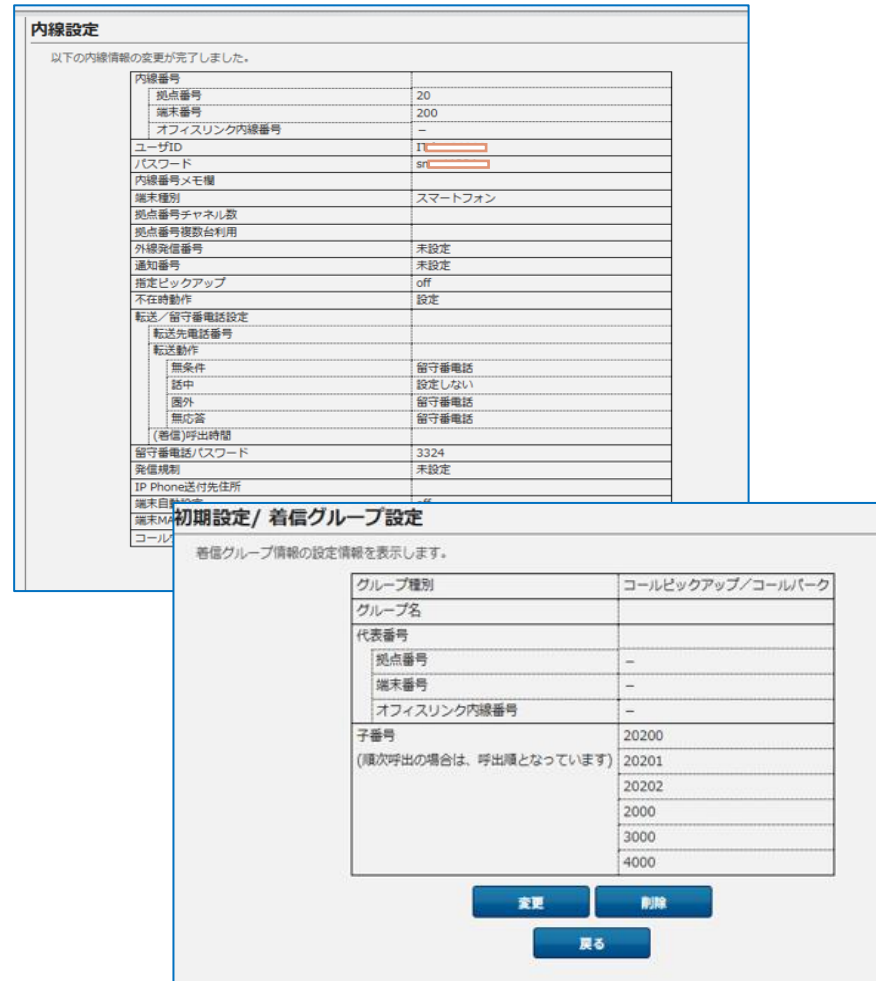 内線設定
以下の内線情報の変更が完了しました。
内線番号
拠点番号 20
端末番号 200
オフィスリンク内線番号 −
ユーザID
パスワード sm
内線番号メモ欄
端末種別 スマートフォン
拠点番号チャネル数
拠点番号複数台利用
外線発信番号 未設定
通知番号 未設定
指定ピックアップ off
不在時動作 設定
転送／留守番電話設定
転送先電話番号
転送動作
無条件 留守番電話
話中 設定しない
圏外 留守番電話
無応答 留守番電話
(着信)呼出時間
留守番電話パスワード 3324
発信規制 未設定
IP Phone送付先住所
端末自動設定 off
端末MA
コール
初期設定/ 着信グループ設定
着信グループ情報の設定情報を表示します。
グループ種別 コールピックアップ／コールパーク
グループ名
代表番号
拠点番号 −
端末番号 −
オフィスリンク内線番号 −
子番号 20200
(順次呼出の場合は、呼出順となっています) 20201
20202
2000
3000
4000
変更 削除
戻る